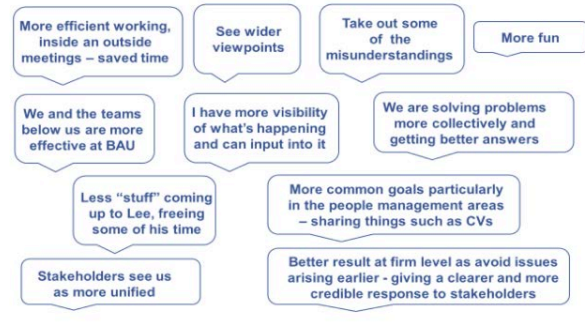 More efficient working,
inside an outside
meetings – saved time
See wider
viewpoints
Take out some
of the
misunderstandings
More fun
We and the teams
below us are more
effective at BAU
I have more visibility
of what's happening
and can input into it
We are solving problems
more collectively and
getting better answers
Less “stuff” coming
up to Lee, freeing
some of his time
More common goals particularly
in the people management areas
– sharing things such as CVs
Stakeholders see us
as more unified
Better result at firm level as avoid issues
arising earlier - giving a clearer and more
credible response to stakeholders